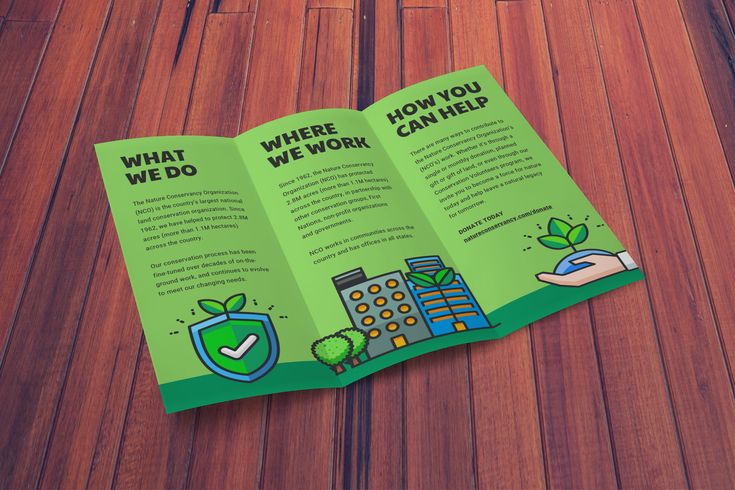 WHAT
WE DO
The Nature Conservancy Organization
(NCO) is the country's largest national
land conservation organization. Since
1962, we have helped to protect 2.8M
acres (more than 1.1M hectares)
across the country.
Our conservation process has been
fine-tuned over decades of on-the-
ground work, and continues to evolve
to meet our changing needs.
WHERE
WE WORK
Since 1962, the Nature Conservancy
Organization (NCO) has protected
2.8M acres (more than 1.1M hectares)
across the country, in partnership with
other conservation groups, First
Nations, non-profit organizations
and governments.
NCO works in communities across the
country and has offices in all states.
HOW YOU
CAN HELP
There are many ways to contribute to
the Nature Conservancy Organization's
(NCO's) work. Whether it's through a
single or monthly donation, planned
gift or gift of land, or even through our
Conservation Volunteers program, we
invite you to become a force for nature
today and help leave a natural legacy
for tomorrow.
DONATE TODAY
natureconservancy.com/donate